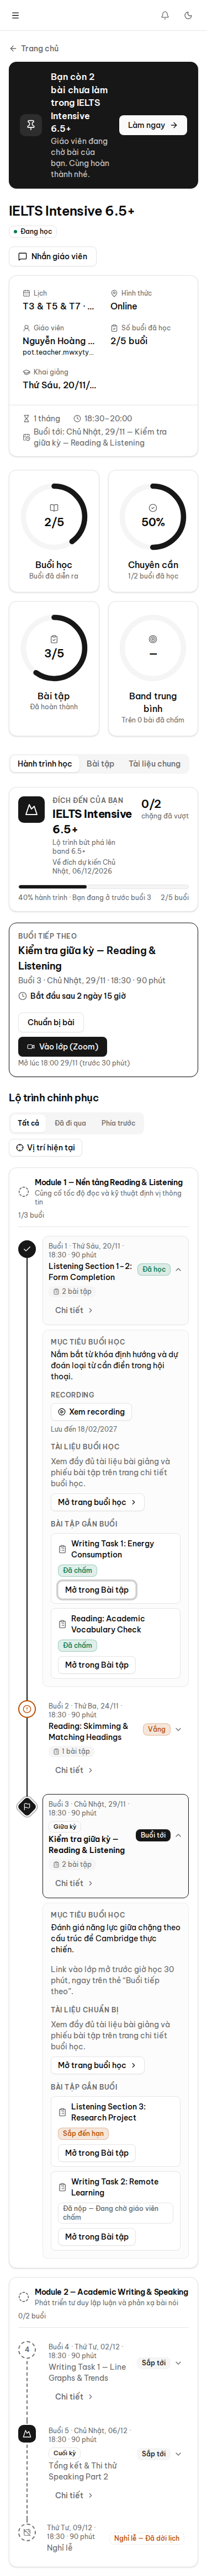 Trang chủ
Bạn còn 2
bài chưa làm
trong IELTS
Intensive
6.5+
Giáo viên đang
chờ bài của
bạn. Cùng hoàn
thành nhé.
Làm ngay
IELTS Intensive 6.5+
Đang học
Nhắn giáo viên
Lịch
T3 & T5 & T7 · ...
Hình thức
Online
Giáo viên
Nguyễn Hoàng ...
pot.teacher.mwxyty...
Số buổi đã học
2/5 buổi
Khai giảng
Thứ Sáu, 20/11/...
1 tháng
18:30–20:00
Buổi tới: Chủ Nhật, 29/11 — Kiểm tra
giữa kỳ — Reading & Listening
2/5
Buổi học
Buổi đã diễn ra
50%
Chuyên cần
1/2 buổi đã học
3/5
Bài tập
Đã hoàn thành
–
Band trung
bình
Trên 0 bài đã chấm
Hành trình học
Bài tập
Tài liệu chung
ĐÍCH ĐẾN CỦA BẠN
IELTS Intensive
6.5+
Lộ trình bứt phá lên
band 6.5+
Về đích dự kiến Chủ
Nhật, 06/12/2026
0/2
chặng đã vượt
40% hành trình · Bạn đang ở trước buổi 3
2/5 buổi
BUỔI TIẾP THEO
Kiểm tra giữa kỳ — Reading &
Listening
Buổi 3 · Chủ Nhật, 29/11 · 18:30 · 90 phút
Bắt đầu sau 2 ngày 15 giờ
Chuẩn bị bài
Vào lớp (Zoom)
Mở lúc 18:00 29/11 (trước 30 phút)
Lộ trình chinh phục
Tất cả
Đã đi qua
Phía trước
Vị trí hiện tại
Module 1 — Nền tảng Reading & Listening
Củng cố tốc độ đọc và kỹ thuật định vị thông
tin
1/3 buổi
Buổi 1 · Thứ Sáu, 20/11 ·
18:30 · 90 phút
Listening Section 1–2:
Form Completion
Đã học
2 bài tập
Chi tiết
MỤC TIÊU BUỔI HỌC
Nắm bắt từ khóa định hướng và dự
đoán loại từ cần điền trong hội
thoại.
RECORDING
Xem recording
Lưu đến 18/02/2027
TÀI LIỆU BUỔI HỌC
Xem đầy đủ tài liệu bài giảng và
phiếu bài tập trên trang chi tiết
buổi học.
Mở trang buổi học
BÀI TẬP GẮN BUỔI
Writing Task 1: Energy
Consumption
Đã chấm
Mở trong Bài tập
Reading: Academic
Vocabulary Check
Đã chấm
Mở trong Bài tập
Buổi 2 · Thứ Ba, 24/11 ·
18:30 · 90 phút
Reading: Skimming &
Matching Headings
Vắng
1 bài tập
Chi tiết
Buổi 3 · Chủ Nhật, 29/11 ·
18:30 · 90 phút
Giữa kỳ
Kiểm tra giữa kỳ —
Reading & Listening
Buổi tới
2 bài tập
Chi tiết
MỤC TIÊU BUỔI HỌC
Đánh giá năng lực giữa chặng theo
cấu trúc đề Cambridge thực
chiến.
Link vào lớp mở trước giờ học 30
phút, ngay trên thẻ “Buổi tiếp
theo”.
TÀI LIỆU CHUẨN BỊ
Xem đầy đủ tài liệu bài giảng và
phiếu bài tập trên trang chi tiết
buổi học.
Mở trang buổi học
BÀI TẬP GẮN BUỔI
Listening Section 3:
Research Project
Sắp đến hạn
Mở trong Bài tập
Writing Task 2: Remote
Learning
Đã nộp — Đang chờ giáo viên
chấm
Mở trong Bài tập
Module 2 — Academic Writing & Speaking
Phát triển tư duy lập luận và phản xạ bài nói
0/2 buổi
4
Buổi 4 · Thứ Tư, 02/12 ·
18:30 · 90 phút
Writing Task 1 — Line
Graphs & Trends
Sắp tới
Chi tiết
Buổi 5 · Chủ Nhật, 06/12 ·
18:30 · 90 phút
Cuối kỳ
Tổng kết & Thi thử
Speaking Part 2
Sắp tới
Chi tiết
Thứ Tư, 09/12 ·
18:30 · 90 phút
Nghỉ lễ
Nghỉ lễ — Đã dời lịch